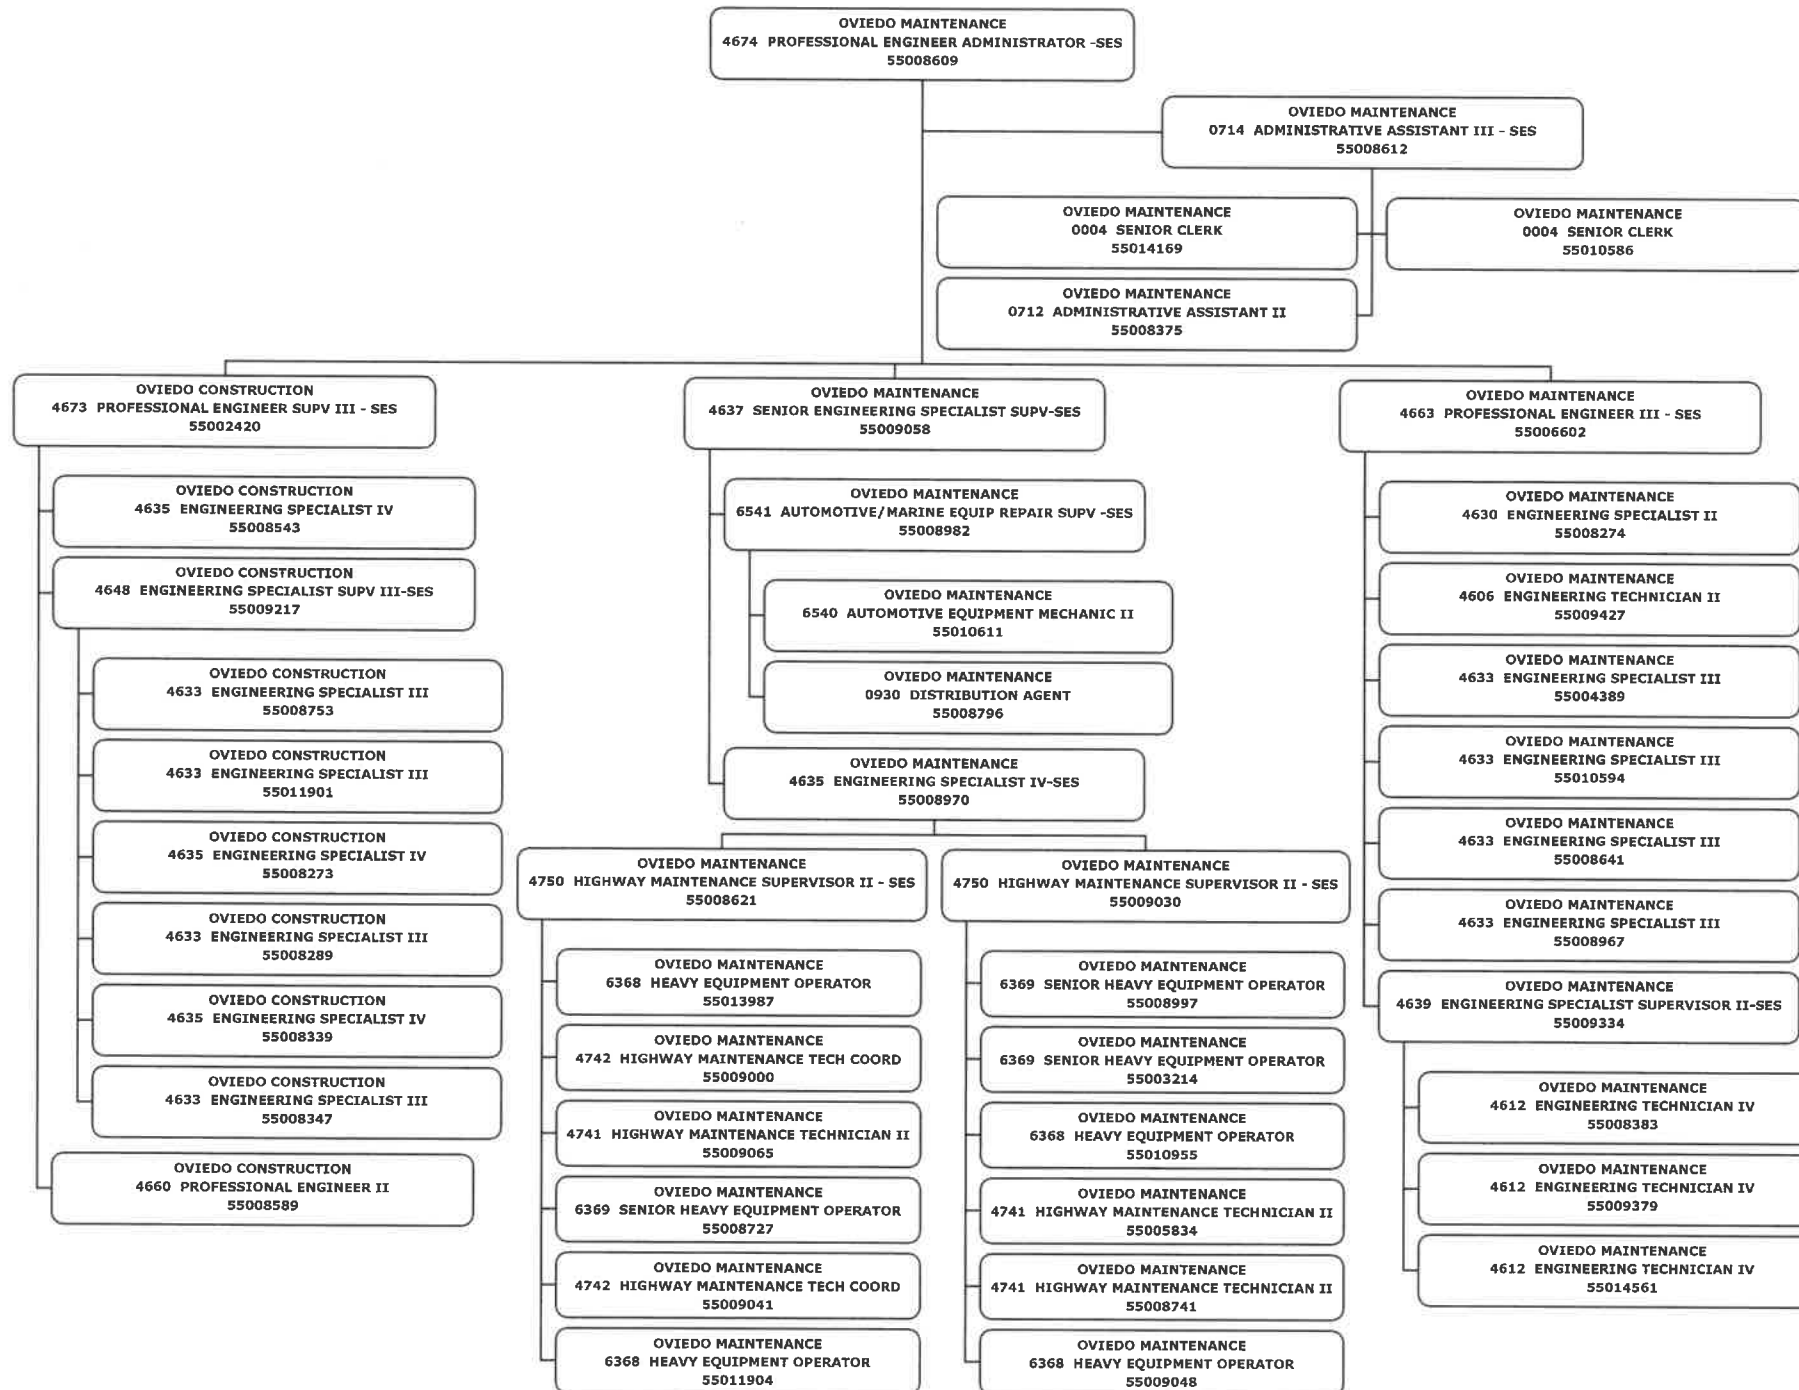 OVIEDO MAINTENANCE
4674 PROFESSIONAL ENGINEER ADMINISTRATOR -SES
55008609
OVIEDO MAINTENANCE
0714 ADMINISTRATIVE ASSISTANT III - SES
55008612
OVIEDO MAINTENANCE
0004 SENIOR CLERK
55014169
OVIEDO MAINTENANCE
0004 SENIOR CLERK
55010586
OVIEDO MAINTENANCE
0712 ADMINISTRATIVE ASSISTANT II
55008375
OVIEDO CONSTRUCTION
4673 PROFESSIONAL ENGINEER SUPV III - SES
55002420
OVIEDO CONSTRUCTION
4635 ENGINEERING SPECIALIST IV
55008543
OVIEDO CONSTRUCTION
4648 ENGINEERING SPECIALIST SUPV III-SES
55009217
OVIEDO CONSTRUCTION
4633 ENGINEERING SPECIALIST III
55008753
OVIEDO CONSTRUCTION
4633 ENGINEERING SPECIALIST III
55011901
OVIEDO CONSTRUCTION
4635 ENGINEERING SPECIALIST IV
55008273
OVIEDO CONSTRUCTION
4633 ENGINEERING SPECIALIST III
55008289
OVIEDO CONSTRUCTION
4635 ENGINEERING SPECIALIST IV
55008339
OVIEDO CONSTRUCTION
4633 ENGINEERING SPECIALIST III
55008347
OVIEDO CONSTRUCTION
4660 PROFESSIONAL ENGINEER II
55008589
OVIEDO MAINTENANCE
4637 SENIOR ENGINEERING SPECIALIST SUPV-SES
55009058
OVIEDO MAINTENANCE
6541 AUTOMOTIVE/MARINE EQUIP REPAIR SUPV -SES
55008982
OVIEDO MAINTENANCE
6540 AUTOMOTIVE EQUIPMENT MECHANIC II
55010611
OVIEDO MAINTENANCE
0930 DISTRIBUTION AGENT
55008796
OVIEDO MAINTENANCE
4635 ENGINEERING SPECIALIST IV-SES
55008970
OVIEDO MAINTENANCE
4750 HIGHWAY MAINTENANCE SUPERVISOR II - SES
55008621
OVIEDO MAINTENANCE
6368 HEAVY EQUIPMENT OPERATOR
55013987
OVIEDO MAINTENANCE
4742 HIGHWAY MAINTENANCE TECH COORD
55009000
OVIEDO MAINTENANCE
4741 HIGHWAY MAINTENANCE TECHNICIAN II
55009065
OVIEDO MAINTENANCE
6369 SENIOR HEAVY EQUIPMENT OPERATOR
55008727
OVIEDO MAINTENANCE
4742 HIGHWAY MAINTENANCE TECH COORD
55009041
OVIEDO MAINTENANCE
6368 HEAVY EQUIPMENT OPERATOR
55011904
OVIEDO MAINTENANCE
4750 HIGHWAY MAINTENANCE SUPERVISOR II - SES
55009030
OVIEDO MAINTENANCE
6369 SENIOR HEAVY EQUIPMENT OPERATOR
55008997
OVIEDO MAINTENANCE
6369 SENIOR HEAVY EQUIPMENT OPERATOR
55003214
OVIEDO MAINTENANCE
6368 HEAVY EQUIPMENT OPERATOR
55010955
OVIEDO MAINTENANCE
4741 HIGHWAY MAINTENANCE TECHNICIAN II
55005834
OVIEDO MAINTENANCE
4741 HIGHWAY MAINTENANCE TECHNICIAN II
55008741
OVIEDO MAINTENANCE
6368 HEAVY EQUIPMENT OPERATOR
55009048
OVIEDO MAINTENANCE
4663 PROFESSIONAL ENGINEER III - SES
55006602
OVIEDO MAINTENANCE
4630 ENGINEERING SPECIALIST II
55008274
OVIEDO MAINTENANCE
4606 ENGINEERING TECHNICIAN II
55009427
OVIEDO MAINTENANCE
4633 ENGINEERING SPECIALIST III
55004389
OVIEDO MAINTENANCE
4633 ENGINEERING SPECIALIST III
55010594
OVIEDO MAINTENANCE
4633 ENGINEERING SPECIALIST III
55008641
OVIEDO MAINTENANCE
4633 ENGINEERING SPECIALIST III
55008967
OVIEDO MAINTENANCE
4639 ENGINEERING SPECIALIST SUPERVISOR II-SES
55009334
OVIEDO MAINTENANCE
4612 ENGINEERING TECHNICIAN IV
55008383
OVIEDO MAINTENANCE
4612 ENGINEERING TECHNICIAN IV
55009379
OVIEDO MAINTENANCE
4612 ENGINEERING TECHNICIAN IV
55014561